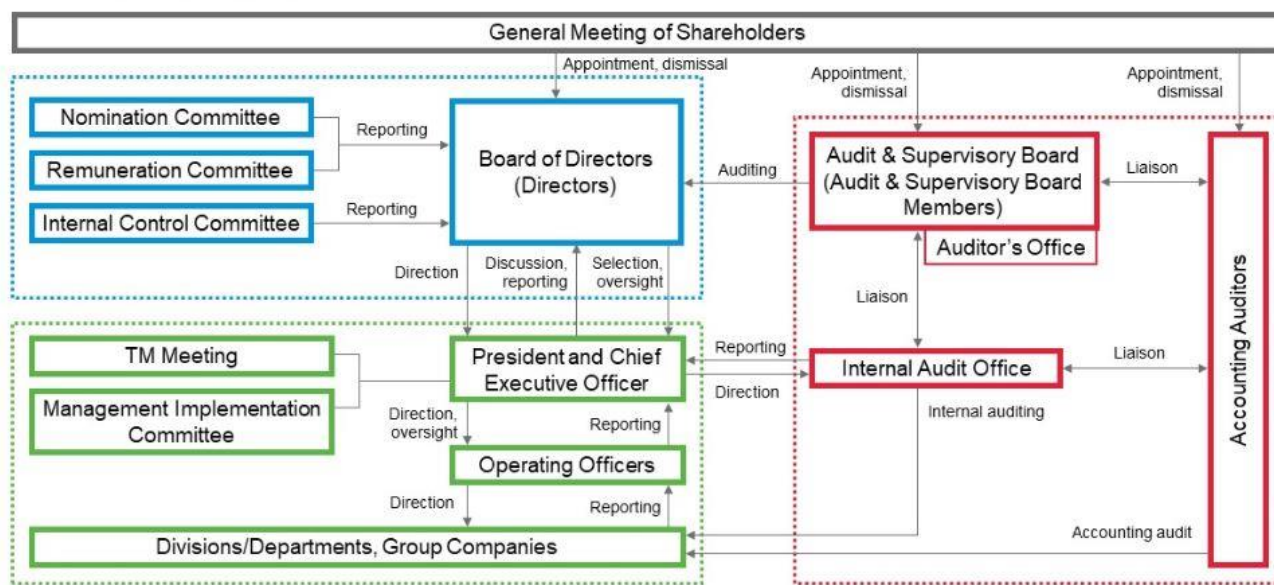 General Meeting of Shareholders
Appointment, dismissal
Appointment,
dismissal
Appointment,
dismissal
Nomination Committee
Reporting
Remuneration Committee
Internal Control Committee
Reporting
Board of Directors
(Directors)
Auditing
Audit & Supervisory Board
(Audit & Supervisory Board
Members)
Auditor's Office
Liaison
Accounting Auditors
Direction
Discussion,
reporting
Selection,
oversight
Liaison
TM Meeting
Management Implementation
Committee
President and Chief
Executive Officer
Reporting
Direction
Internal Audit Office
Liaison
Direction,
oversight
Reporting
Internal auditing
Operating Officers
Direction
Reporting
Divisions/Departments, Group Companies
Accounting audit